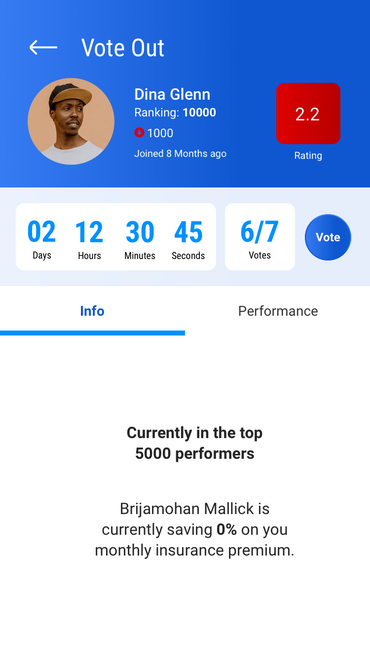 Vote Out
Dina Glenn
Ranking: 10000
1000
Joined 8 Months ago
2.2
Rating
02 12 30 45
Days Hours Minutes Seconds
6/7
Votes
Vote
Info Performance
Currently in the top
5000 performers
Brijamohan Mallick is
currently saving 0% on you
monthly insurance premium.